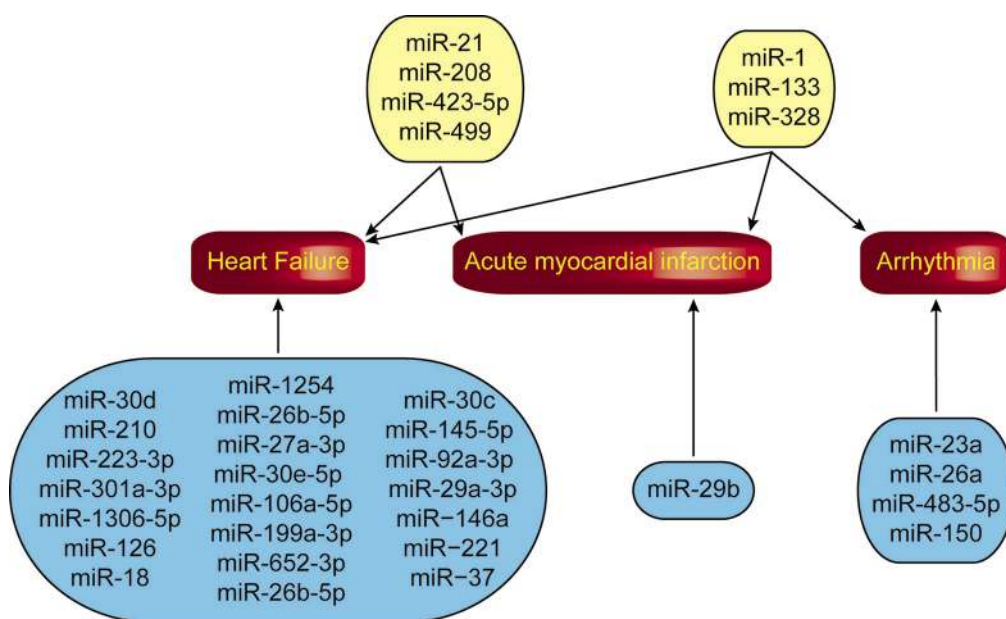 miR-21
miR-208
miR-423-5p
miR-499
miR-1
miR-133
miR-328
Heart Failure
Acute myocardial infarction
Arrhythmia
miR-30d
miR-210
miR-223-3p
miR-301a-3p
miR-1306-5p
miR-126
miR-18
miR-1254
miR-26b-5p
miR-27a-3p
miR-30e-5p
miR-106a-5p
miR-199a-3p
miR-652-3p
miR-26b-5p
miR-30c
miR-145-5p
miR-92a-3p
miR-29a-3p
miR−146a
miR−221
miR−37
miR-29b
miR-23a
miR-26a
miR-483-5p
miR-150